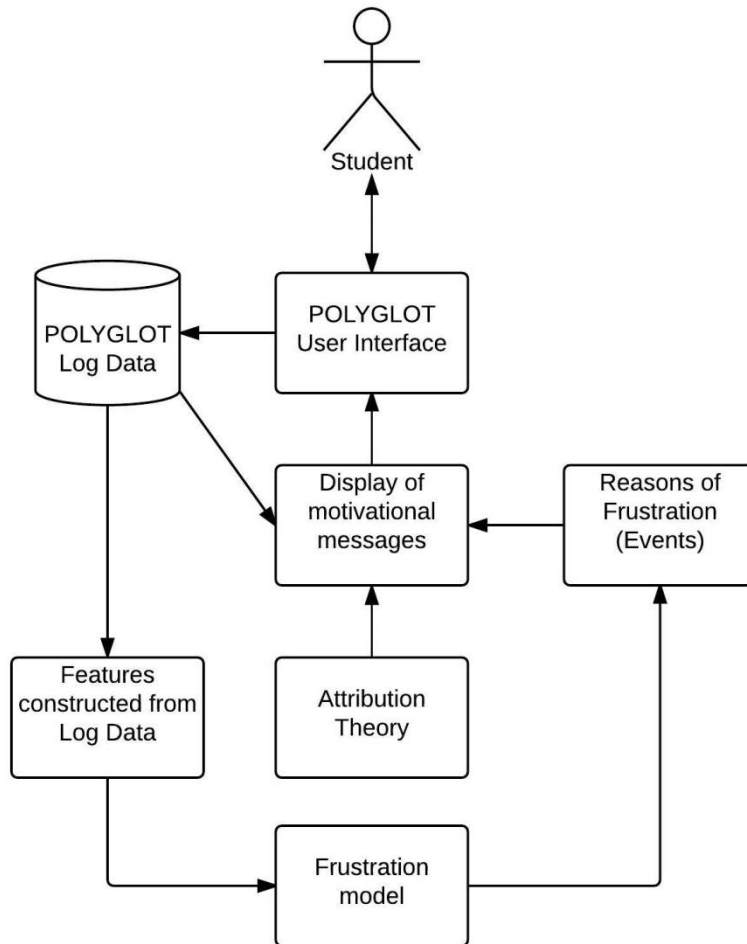 Student
POLYGLOT
User Interface
POLYGLOT
Log Data
Display of
motivational
messages
Reasons of
Frustration
(Events)
Features
constructed from
Log Data
Attribution
Theory
Frustration
model